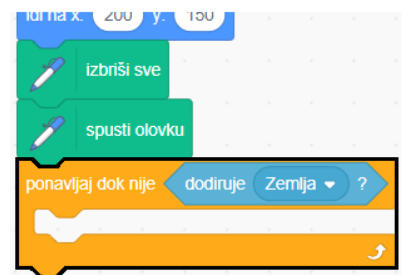 idi na x: 200 y: 150
izbriši sve
spusti olovku
ponavljaj dok nije dodiruje Zemlja ?